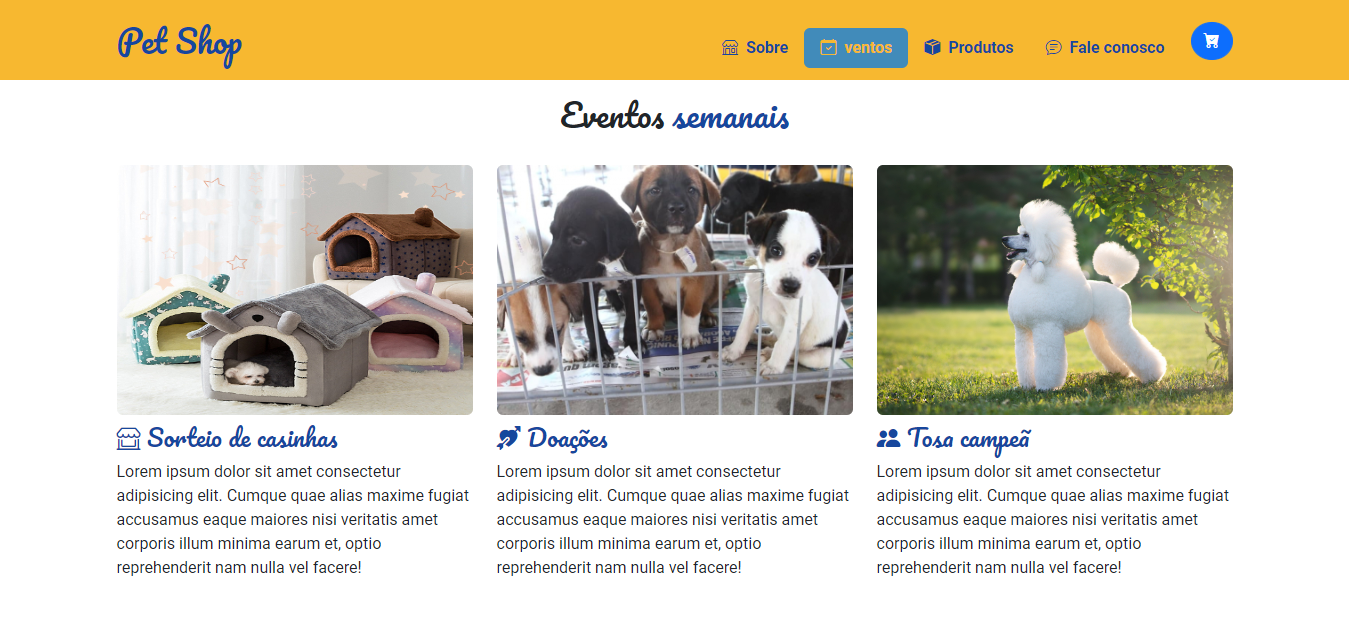 Pet Shop
Sobre
ventos
Produtos
Fale conosco
Eventos semanais
Sorteio de casinhas
Lorem ipsum dolor sit amet consectetur
adipisicing elit. Cumque quae alias maxime fugiat
accusamus eaque maiores nisi veritatis amet
corporis illum minima earum et, optio
reprehenderit nam nulla vel facere!
Doações
Lorem ipsum dolor sit amet consectetur
adipisicing elit. Cumque quae alias maxime fugiat
accusamus eaque maiores nisi veritatis amet
corporis illum minima earum et, optio
reprehenderit nam nulla vel facere!
Tosa campeã
Lorem ipsum dolor sit amet consectetur
adipisicing elit. Cumque quae alias maxime fugiat
accusamus eaque maiores nisi veritatis amet
corporis illum minima earum et, optio
reprehenderit nam nulla vel facere!